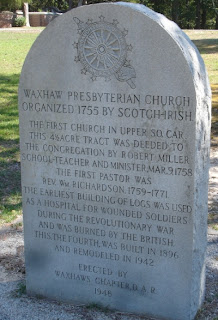 WAXHAW PRESBYTERIAN CHURCH
ORGANIZED 1755 BY SCOTCH-IRISH
THE FIRST CHURCH IN UPPER SO. CAR
THIS 4½ ACRE TRACT WAS DEEDED TO
THE CONGREGATION BY ROBERT MILLER
SCHOOL-TEACHER AND MINISTER, MAR. 9, 1758
THE FIRST PASTOR WAS
REV. WM RICHARDSON, 1759-1771
THE EARLIEST BUILDING OF LOGS WAS USED
AS A HOSPITAL FOR WOUNDED SOLDIERS
DURING THE REVOLUTIONARY WAR
AND WAS BURNED BY THE BRITISH
THIS, THE FOURTH, WAS BUILT IN 1896
AND REMODELED IN 1942
ERECTED BY
WAXHAWS CHAPTER, D.A.R.
1946